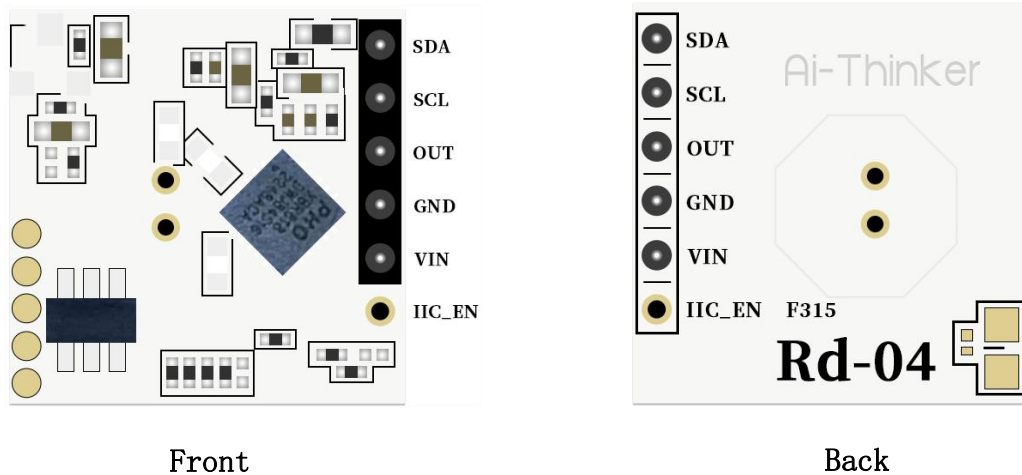 SDA
SCL
OUT
GND
VIN
IIC_EN
Front
Ai-Thinker
SDA
SCL
OUT
GND
VIN
IIC_EN F315
Rd-04
Back